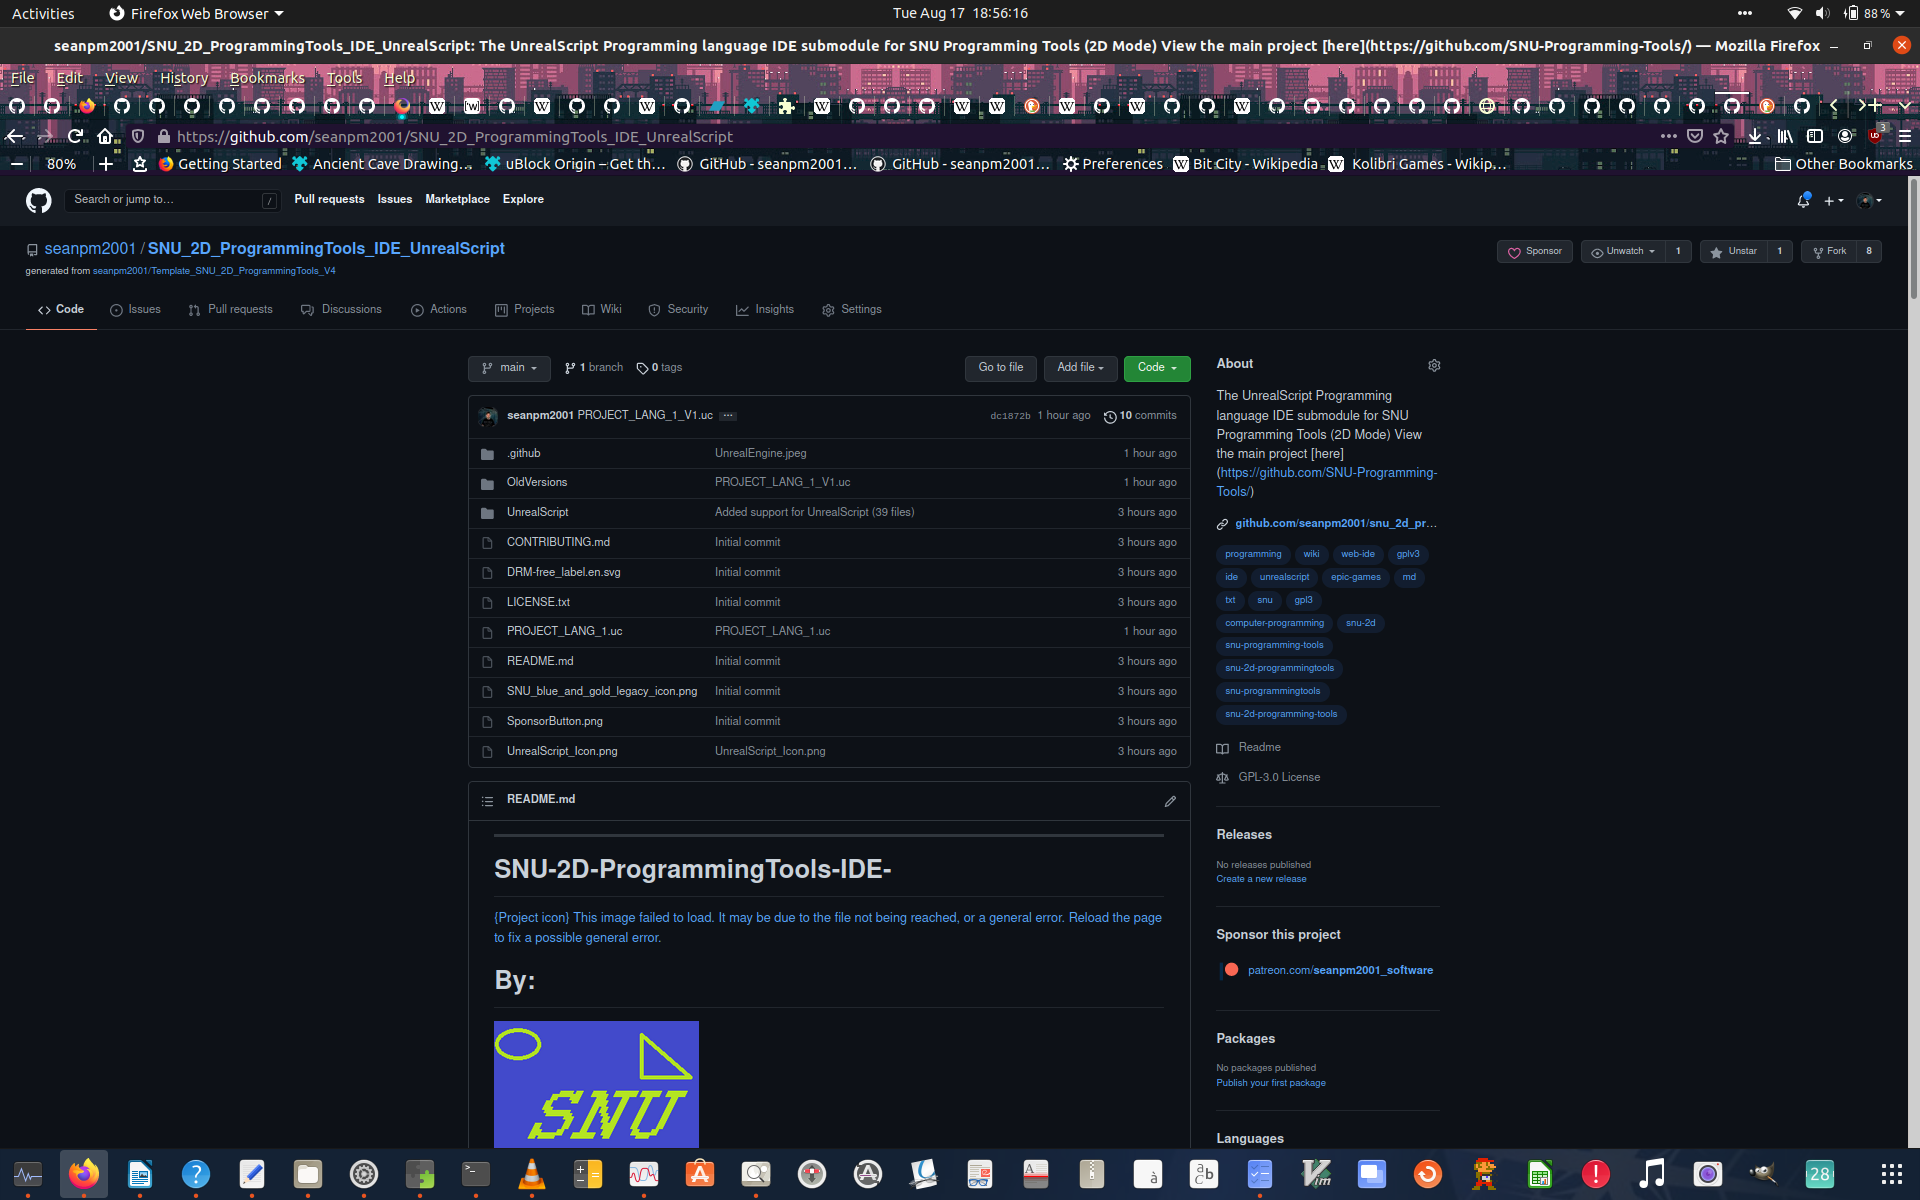 Activities
Firefox Web Browser
Tue Aug 17 18:56:16
88 %
seanpm2001/SNU_2D_ProgrammingTools_IDE_UnrealScript: The UnrealScript Programming language IDE submodule for SNU Programming Tools (2D Mode) View the main project [here](https://github.com/SNU-Programming-Tools/) — Mozilla Firefox
File Edit View History Bookmarks Tools Help
https://github.com/seanpm2001/SNU_2D_ProgrammingTools_IDE_UnrealScript
3
80% Getting Started Ancient Cave Drawing… uBlock Origin – Get th… GitHub - seanpm2001… GitHub - seanpm2001… Preferences Bit City - Wikipedia Kolibri Games - Wikip… Other Bookmarks
Search or jump to… / Pull requests Issues Marketplace Explore
seanpm2001 / SNU_2D_ProgrammingTools_IDE_UnrealScript
Sponsor Unwatch 1 Unstar 1 Fork 8
generated from seanpm2001/Template_SNU_2D_ProgrammingTools_V4
Code Issues Pull requests Discussions Actions Projects Wiki Security Insights Settings
main 1 branch 0 tags Go to file Add file Code
seanpm2001 PROJECT_LANG_1_V1.uc ... dc1872b 1 hour ago 10 commits
.github UnrealEngine.jpeg 1 hour ago
OldVersions PROJECT_LANG_1_V1.uc 1 hour ago
UnrealScript Added support for UnrealScript (39 files) 3 hours ago
CONTRIBUTING.md Initial commit 3 hours ago
DRM-free_label.en.svg Initial commit 3 hours ago
LICENSE.txt Initial commit 3 hours ago
PROJECT_LANG_1.uc PROJECT_LANG_1.uc 1 hour ago
README.md Initial commit 3 hours ago
SNU_blue_and_gold_legacy_icon.png Initial commit 3 hours ago
SponsorButton.png Initial commit 3 hours ago
UnrealScript_Icon.png UnrealScript_Icon.png 3 hours ago
README.md
SNU-2D-ProgrammingTools-IDE-
{Project icon} This image failed to load. It may be due to the file not being reached, or a general error. Reload the page
to fix a possible general error.
By:
SNU
About
The UnrealScript Programming
language IDE submodule for SNU
Programming Tools (2D Mode) View
the main project [here]
(https://github.com/SNU-Programming-
Tools/)
github.com/seanpm2001/snu_2d_pr…
programming wiki web-ide gplv3
ide unrealscript epic-games md
txt snu gpl3
computer-programming snu-2d
snu-programming-tools
snu-2d-programmingtools
snu-programmingtools
snu-2d-programming-tools
Readme
GPL-3.0 License
Releases
No releases published
Create a new release
Sponsor this project
patreon.com/seanpm2001_software
Packages
No packages published
Publish your first package
Languages
28